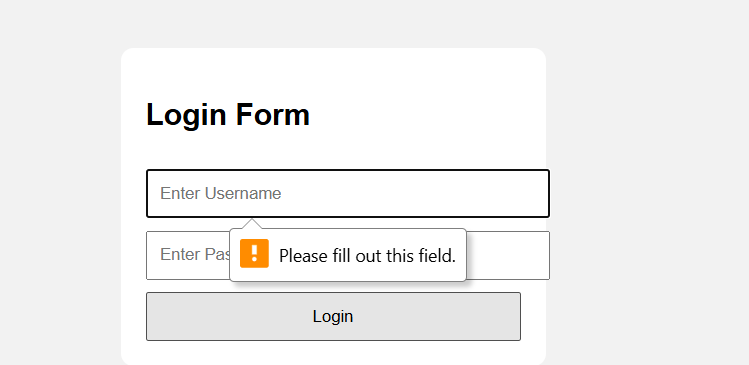 Login Form
Enter Username
Please fill out this field.
Enter Pas
Login